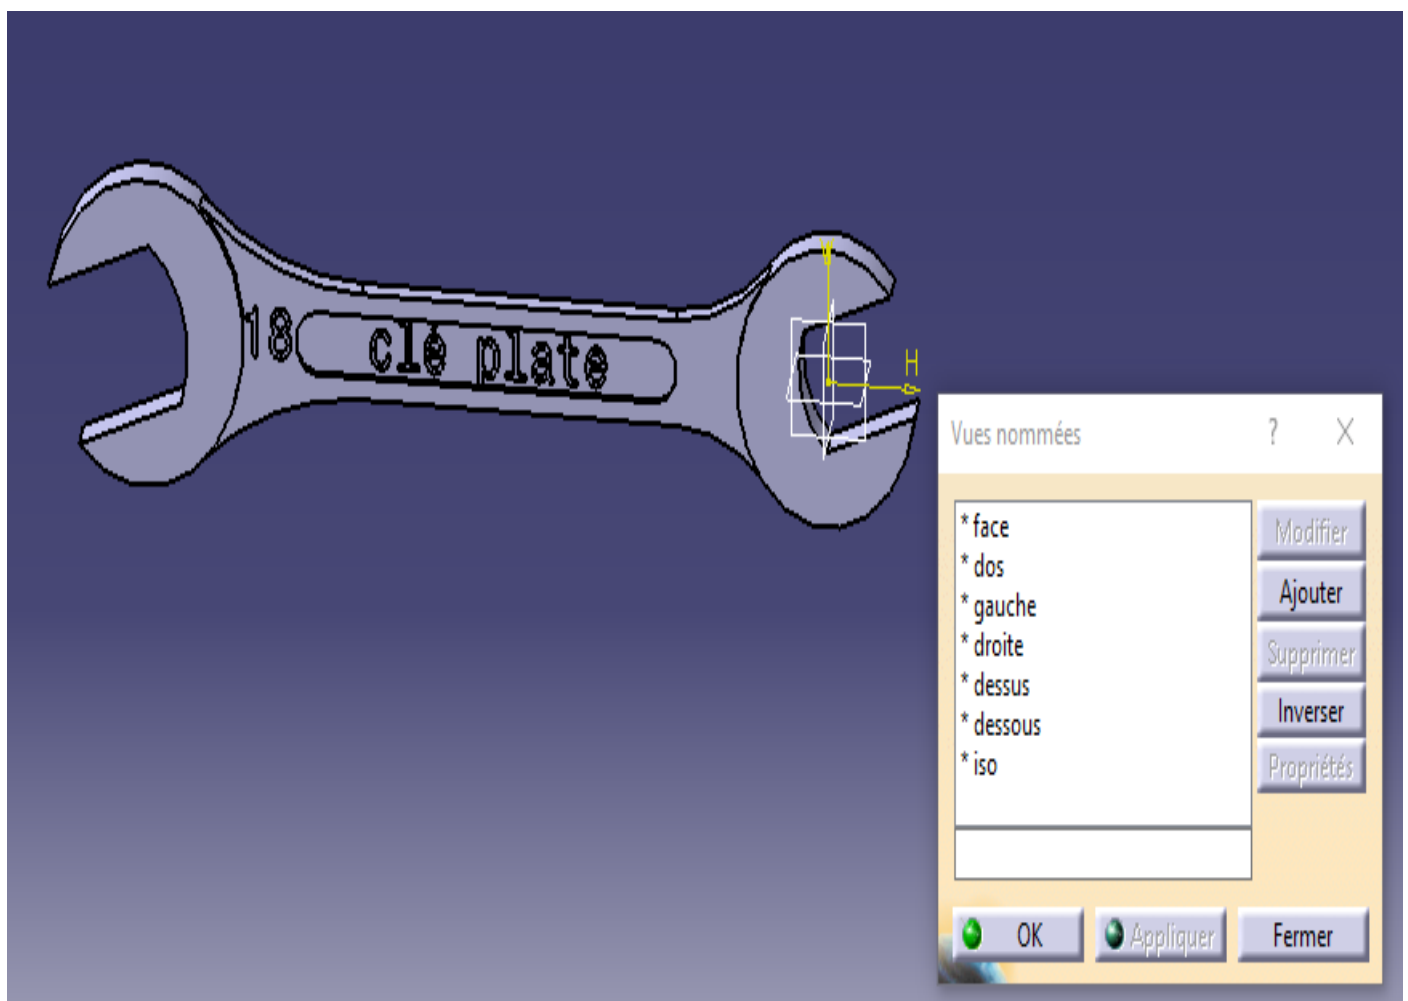 18
clé plate
V
H
Vues nommées ? X
* face
* dos
* gauche
* droite
* dessus
* dessous
* iso
Modifier
Ajouter
Supprimer
Inverser
Propriétés
OK
Appliquer
Fermer